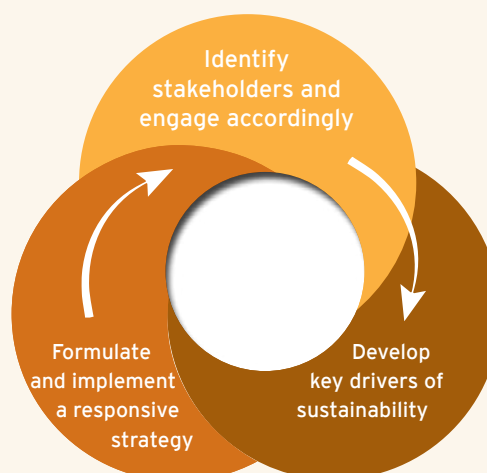 Identify
stakeholders and
engage accordingly
Develop
key drivers of
sustainability
Formulate
and implement
a responsive
strategy